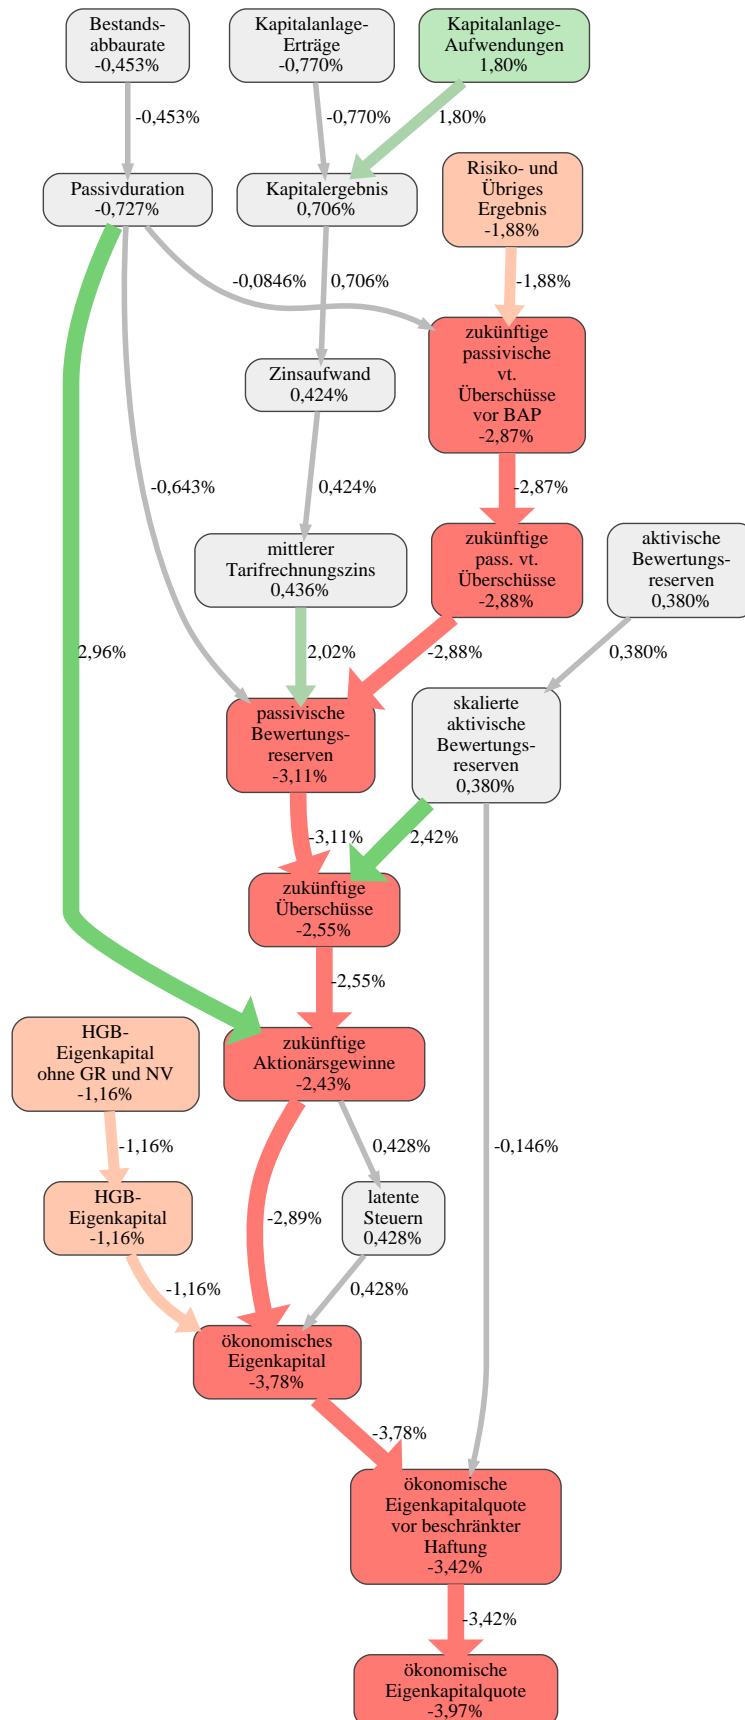 Bestands-
abbaurate
-0,453%
Kapitalanlage-
Erträge
-0,770%
Kapitalanlage-
Aufwendungen
1,80%
-0,453%
-0,770%
1,80%
Passivduration
-0,727%
Kapitalergebnis
0,706%
Risiko- und
Übriges
Ergebnis
-1,88%
-0,0846%
0,706%
-1,88%
zukünftige
passivische
vt.
Überschüsse
vor BAP
-2,87%
Zinsaufwand
0,424%
-0,643%
0,424%
-2,87%
mittlerer
Tarifrechnungszins
0,436%
zukünftige
pass. vt.
Überschüsse
-2,88%
aktivische
Bewertungs-
reserven
0,380%
2,96%
2,02%
-2,88%
0,380%
passivische
Bewertungs-
reserven
-3,11%
skalierte
aktivische
Bewertungs-
reserven
0,380%
-3,11%
2,42%
zukünftige
Überschüsse
-2,55%
-2,55%
HGB-
Eigenkapital
ohne GR und NV
-1,16%
zukünftige
Aktionärsgewinne
-2,43%
-1,16%
0,428%
-0,146%
HGB-
Eigenkapital
-1,16%
-2,89%
latente
Steuern
0,428%
-1,16%
0,428%
ökonomisches
Eigenkapital
-3,78%
-3,78%
ökonomische
Eigenkapitalquote
vor beschränkter
Haftung
-3,42%
-3,42%
ökonomische
Eigenkapitalquote
-3,97%